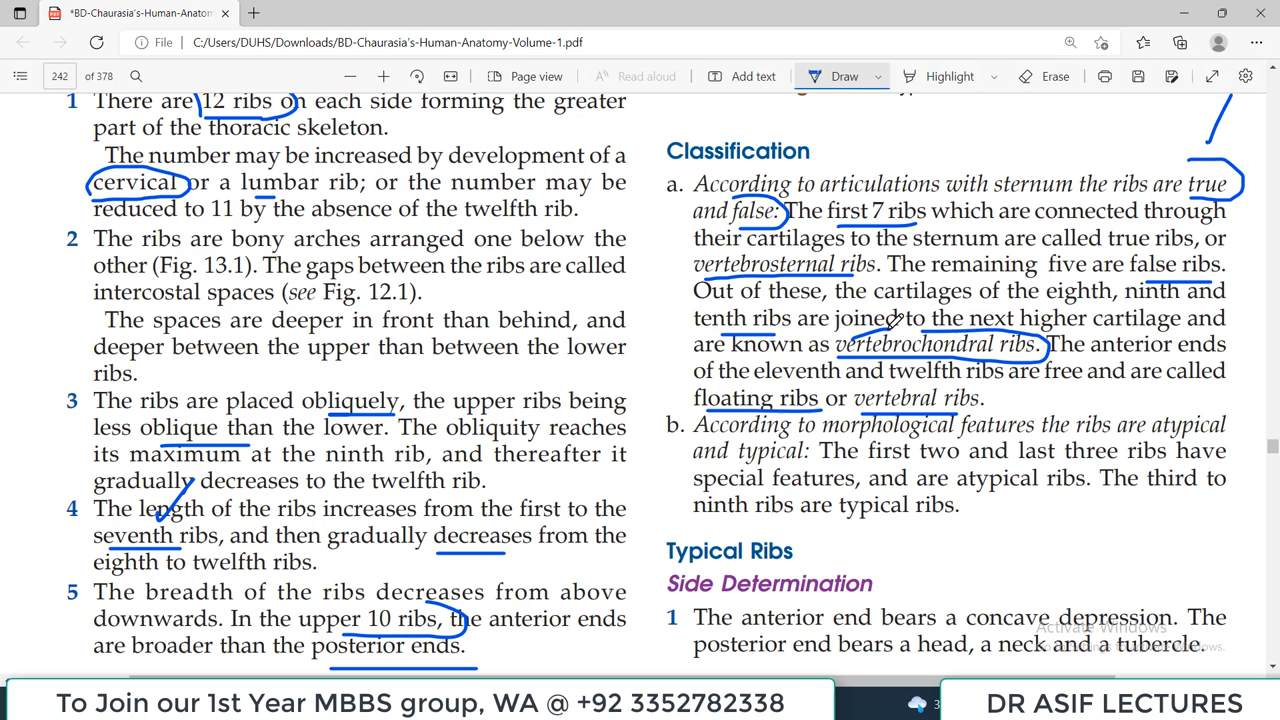 *BD-Chaurasia's-Human-Anatom
File
C:/Users/DUHS/Downloads/BD-Chaurasia's-Human-Anatomy-Volume-1.pdf
242 of 378
Page view
Read aloud
Add text
Draw
Highlight
Erase
1 There are 12 ribs on each side forming the greater
part of the thoracic skeleton.
The number may be increased by development of a
cervical or a lumbar rib; or the number may be
reduced to 11 by the absence of the twelfth rib.
2 The ribs are bony arches arranged one below the
other (Fig. 13.1). The gaps between the ribs are called
intercostal spaces (see Fig. 12.1).
The spaces are deeper in front than behind, and
deeper between the upper than between the lower
ribs.
3 The ribs are placed obliquely, the upper ribs being
less oblique than the lower. The obliquity reaches
its maximum at the ninth rib, and thereafter it
gradually decreases to the twelfth rib.
4 The length of the ribs increases from the first to the
seventh ribs, and then gradually decreases from the
eighth to twelfth ribs.
5 The breadth of the ribs decreases from above
downwards. In the upper 10 ribs, the anterior ends
are broader than the posterior ends.
Classification
a. According to articulations with sternum the ribs are true
and false: The first 7 ribs which are connected through
their cartilages to the sternum are called true ribs, or
vertebrosternal ribs. The remaining five are false ribs.
Out of these, the cartilages of the eighth, ninth and
tenth ribs are joined to the next higher cartilage and
are known as vertebrochondral ribs. The anterior ends
of the eleventh and twelfth ribs are free and are called
floating ribs or vertebral ribs.
b. According to morphological features the ribs are atypical
and typical: The first two and last three ribs have
special features, and are atypical ribs. The third to
ninth ribs are typical ribs.
Typical Ribs
Side Determination
1 The anterior end bears a concave depression. The
posterior end bears a head, a neck and a tubercle.
Activate Windows
To Join our 1st Year MBBS group, WA @ +92 3352782338
DR ASIF LECTURES